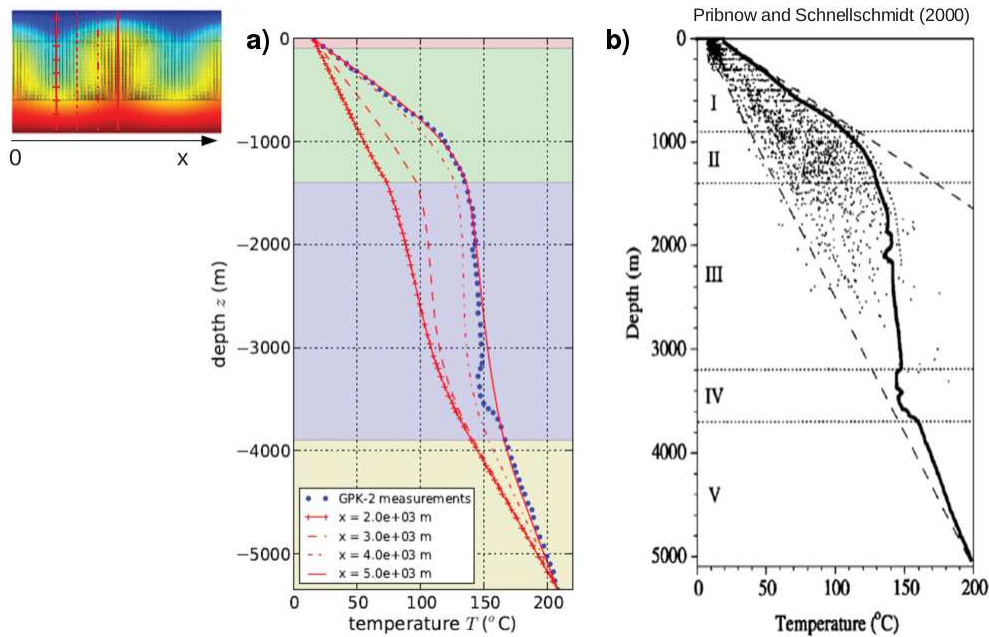 0
x
a)
0
−1000
−2000
−3000
−4000
−5000
depth z (m)
GPK-2 measurements
x = 2.0e+03 m
x = 3.0e+03 m
x = 4.0e+03 m
x = 5.0e+03 m
0 50 100 150 200
temperature T (°C)
Pribnow and Schnellschmidt (2000)
b)
0
1000
2000
3000
4000
5000
Depth (m)
I
II
III
IV
V
0 50 100 150 200
Temperature (°C)